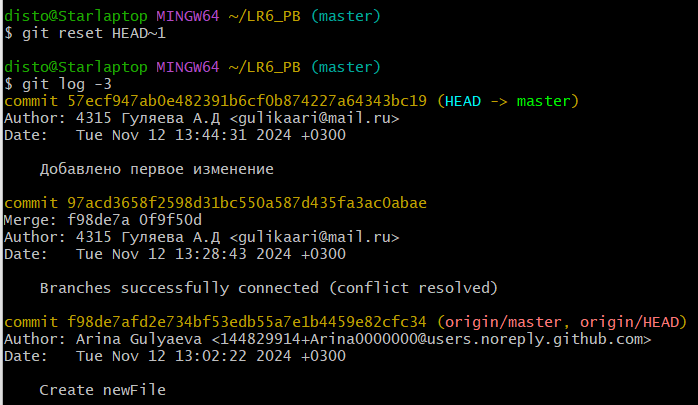 disto@Starlaptop MINGW64 ~/LR6_PB (master)
$ git reset HEAD~1
disto@Starlaptop MINGW64 ~/LR6_PB (master)
$ git log -3
commit 57ecf947ab0e482391b6cf0b874227a64343bc19 (HEAD -> master)
Author: 4315 Гуляева А.Д <gulikaari@mail.ru>
Date:   Tue Nov 12 13:44:31 2024 +0300
Добавлено первое изменение
commit 97acd3658f2598d31bc550a587d435fa3ac0abae
Merge: f98de7a 0f9f50d
Author: 4315 Гуляева А.Д <gulikaari@mail.ru>
Date:   Tue Nov 12 13:28:43 2024 +0300
Branches successfully connected (conflict resolved)
commit f98de7afd2e734bf53edb55a7e1b4459e82cfc34 (origin/master, origin/HEAD)
Author: Arina Gulyaeva <144829914+Arina0000000@users.noreply.github.com>
Date:   Tue Nov 12 13:02:22 2024 +0300
Create newFile